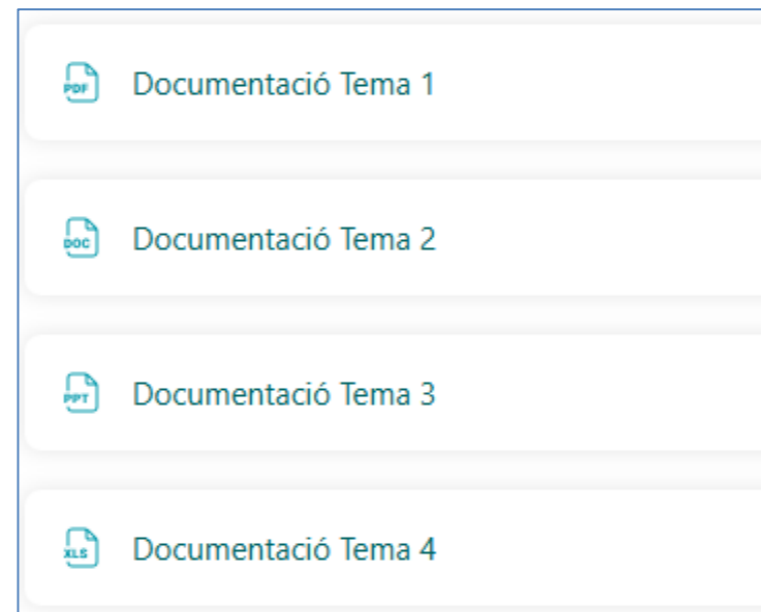 PDF Documentació Tema 1
DOC Documentació Tema 2
PPT Documentació Tema 3
XLS Documentació Tema 4